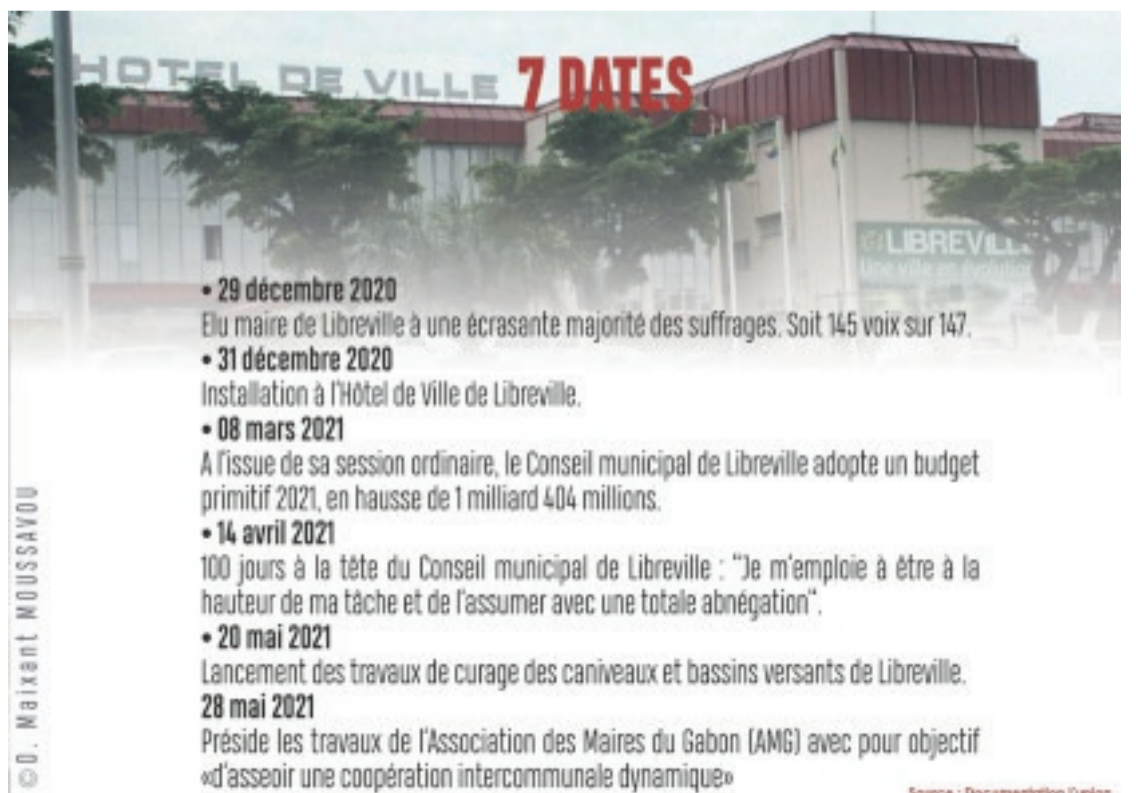 HOTEL DE VILLE
7 DATES
LIBREVILLE
Une ville en évolution
• 29 décembre 2020
Elu maire de Libreville à une écrasante majorité des suffrages. Soit 145 voix sur 147.
• 31 décembre 2020
Installation à l'Hôtel de Ville de Libreville.
• 08 mars 2021
A l'issue de sa session ordinaire, le Conseil municipal de Libreville adopte un budget
primitif 2021, en hausse de 1 milliard 404 millions.
• 14 avril 2021
100 jours à la tête du Conseil municipal de Libreville : "Je m'emploie à être à la
hauteur de ma tâche et de l'assumer avec une totale abnégation".
• 20 mai 2021
Lancement des travaux de curage des caniveaux et bassins versants de Libreville.
28 mai 2021
Préside les travaux de l'Association des Maires du Gabon (AMG) avec pour objectif
«d'asseoir une coopération intercommunale dynamique»
Source : Documentation l'union
©D. Maixant MOUSSAVOU